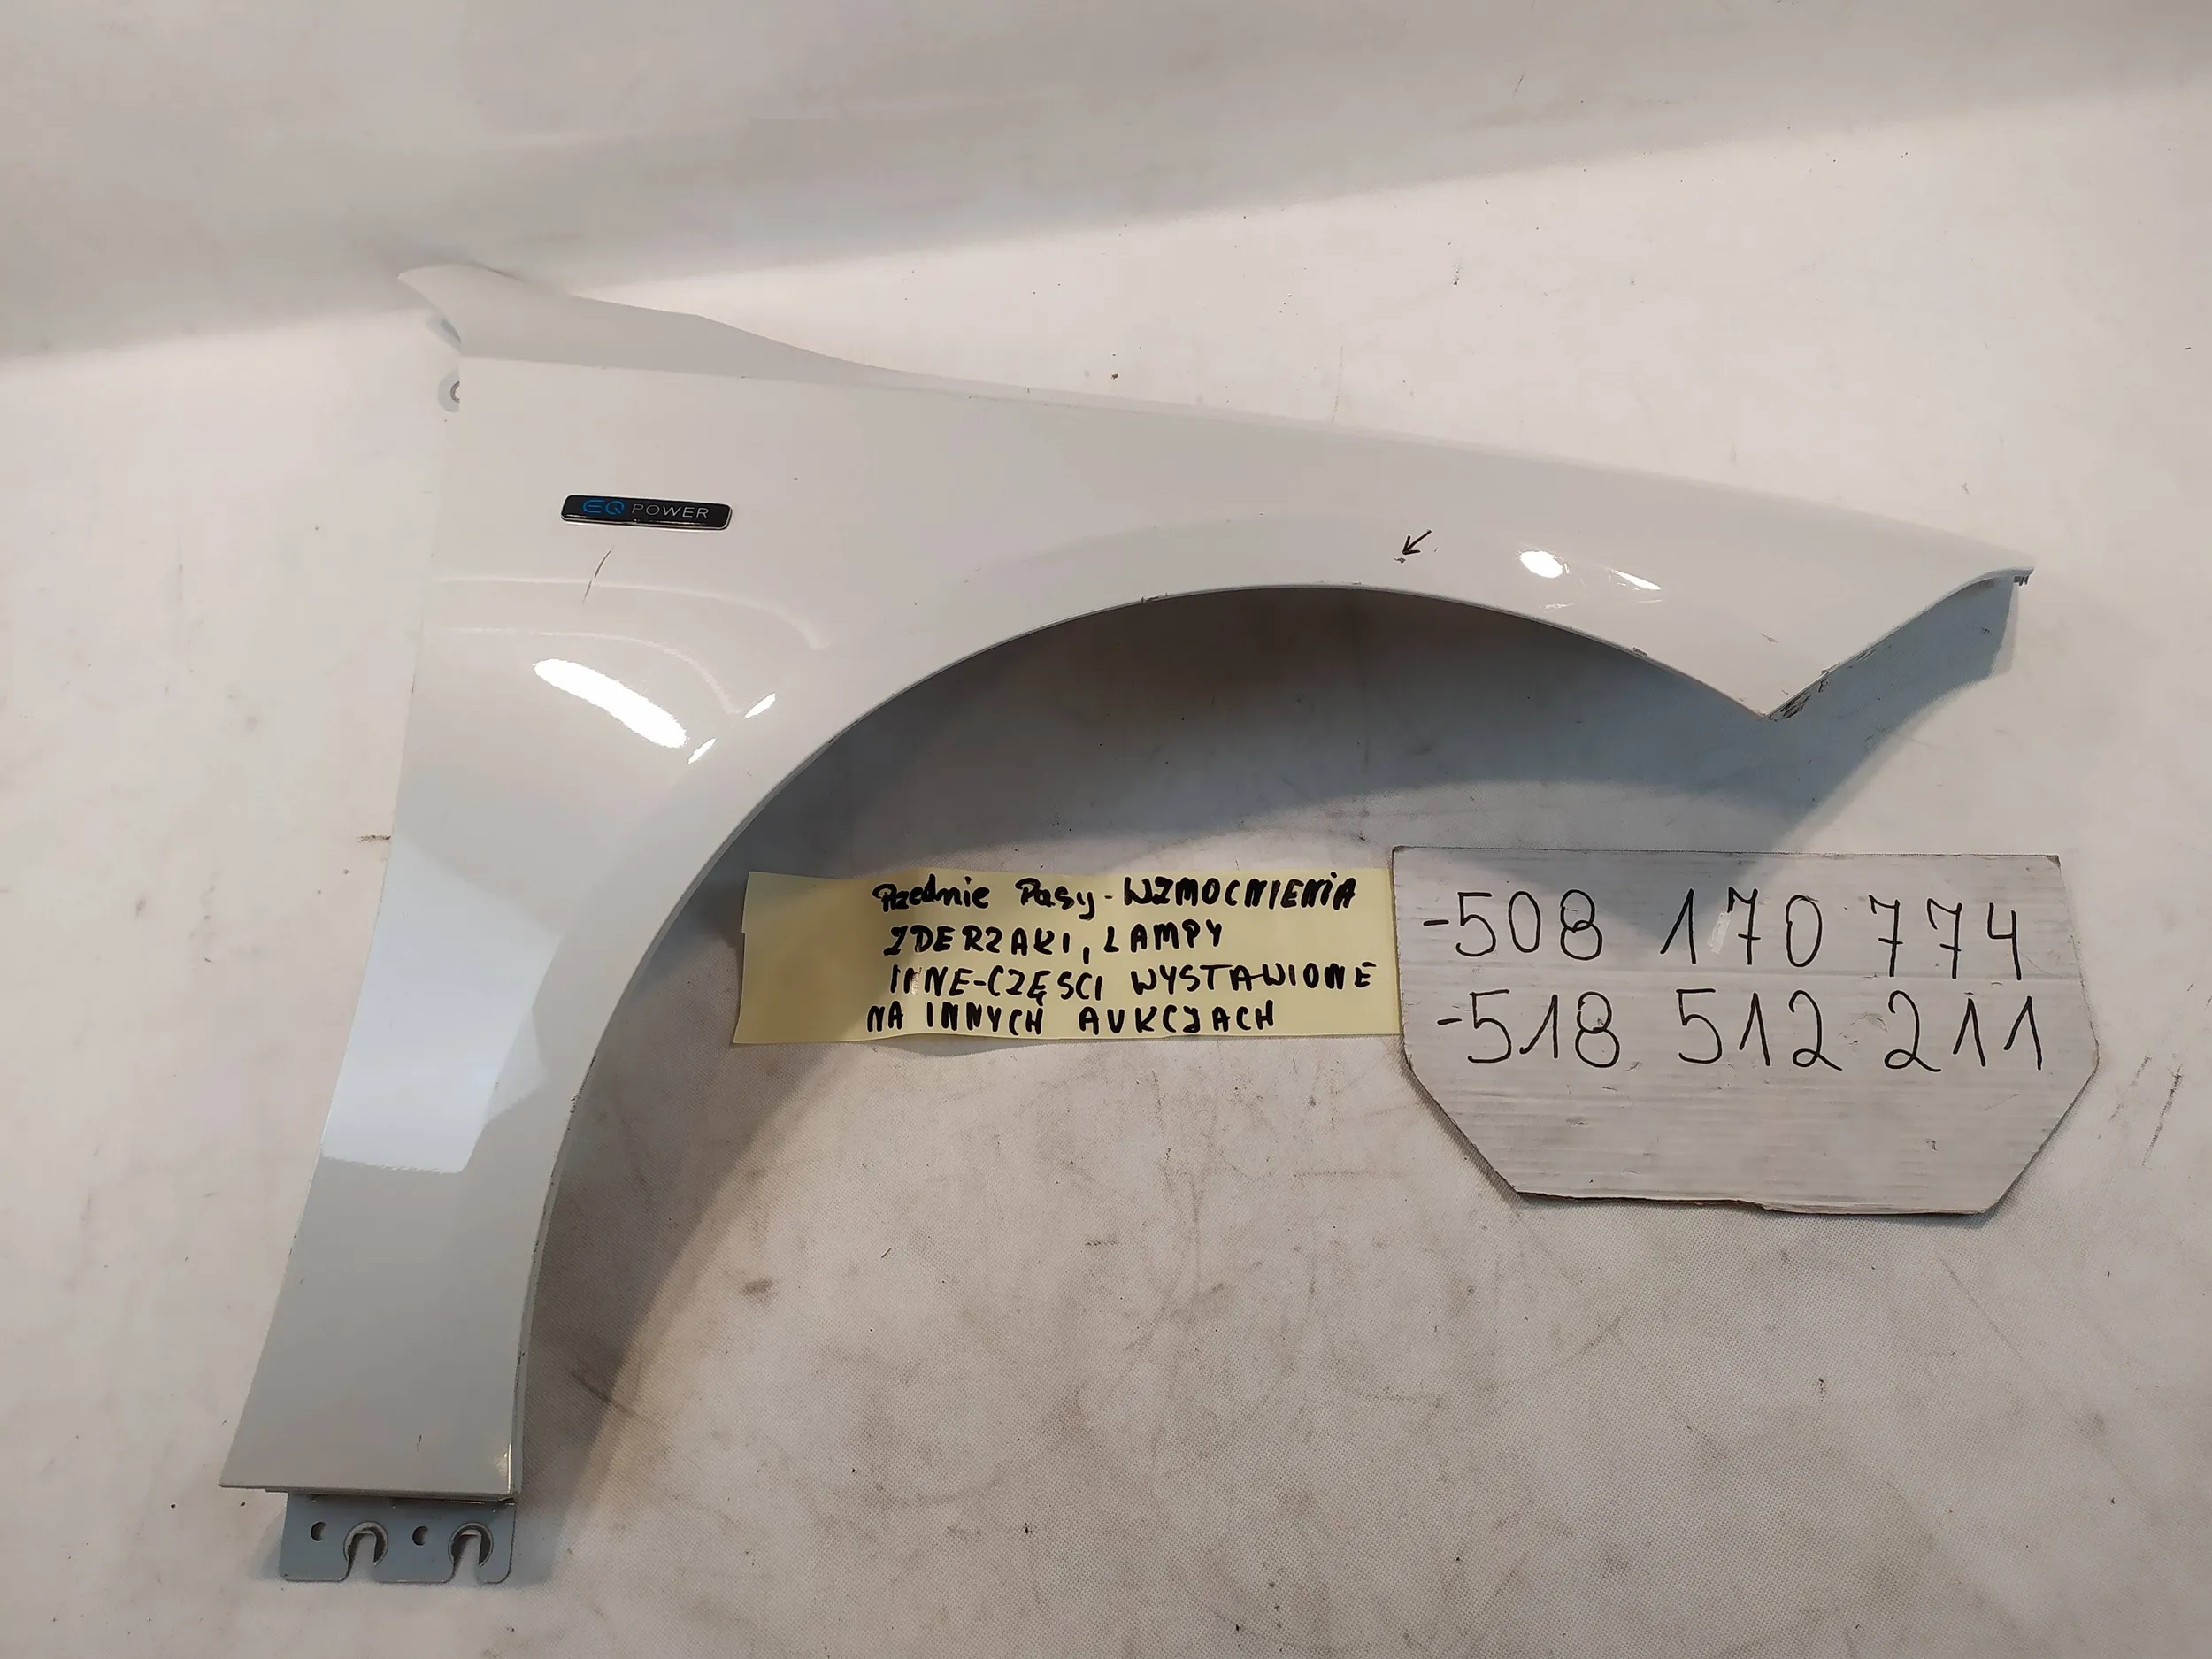 EQ POWER
Przednie Pasy - WZMOCNIENIA
ZDERZAKI, LAMPY
INNE-CZĘSCI WYSTAWIONE
NA INNYCH AUKCJACH
-508 170 774
-518 512 211